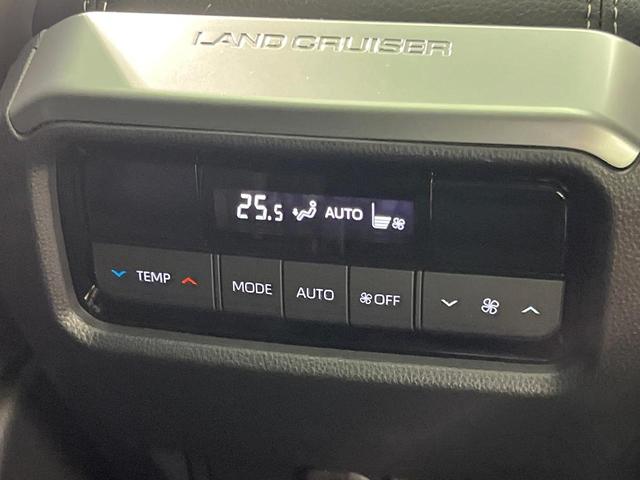 LAND CRUISER
25.5 AUTO
TEMP MODE AUTO OFF